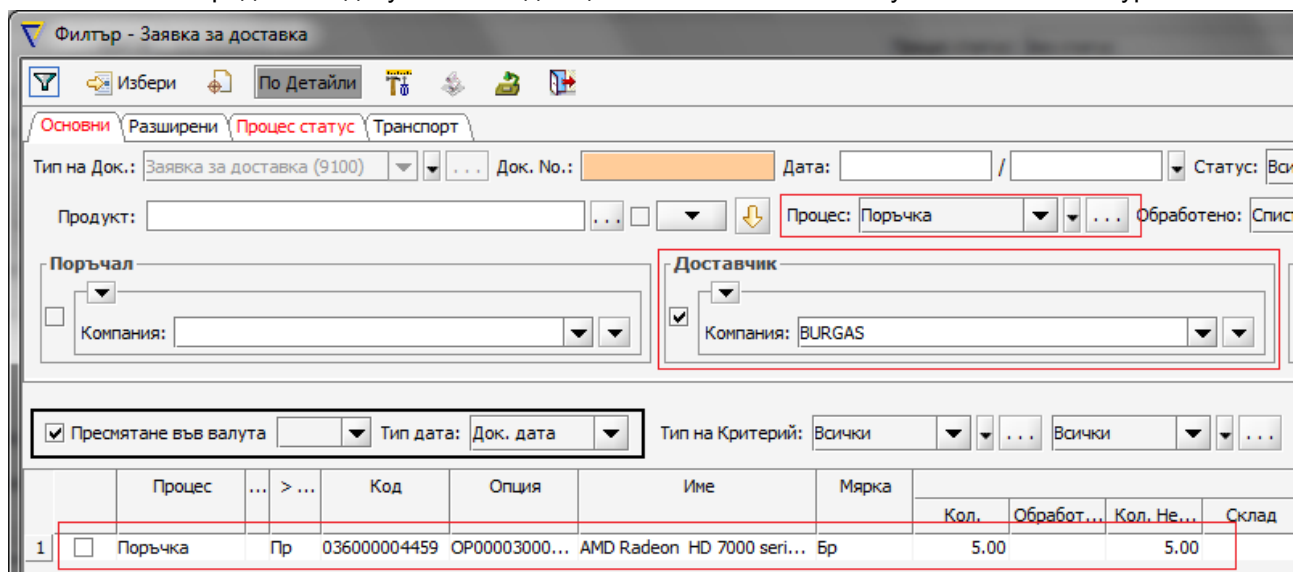 Филтър - Заявка за доставка
Избери По Детайли
Основни Разширени Процес статус Транспорт
Тип на Док.: Заявка за доставка (9100) ... Док. No.: Дата: / Статус:
Продукт: ... Процес: Поръчка ... Обработено:
Поръчал Доставчик
Компания: Компания: BURGAS
Пресмятане във валута Тип дата: Док. дата Тип на Критерий: Всички ... Всички ...
Процес ... > ... Код Опция Име Мярка
Кол. Обработ... Кол. Не... Склад
1 Поръчка Пр 036000004459 OP00003000... AMD Radeon HD 7000 seri... Бр 5.00 5.00